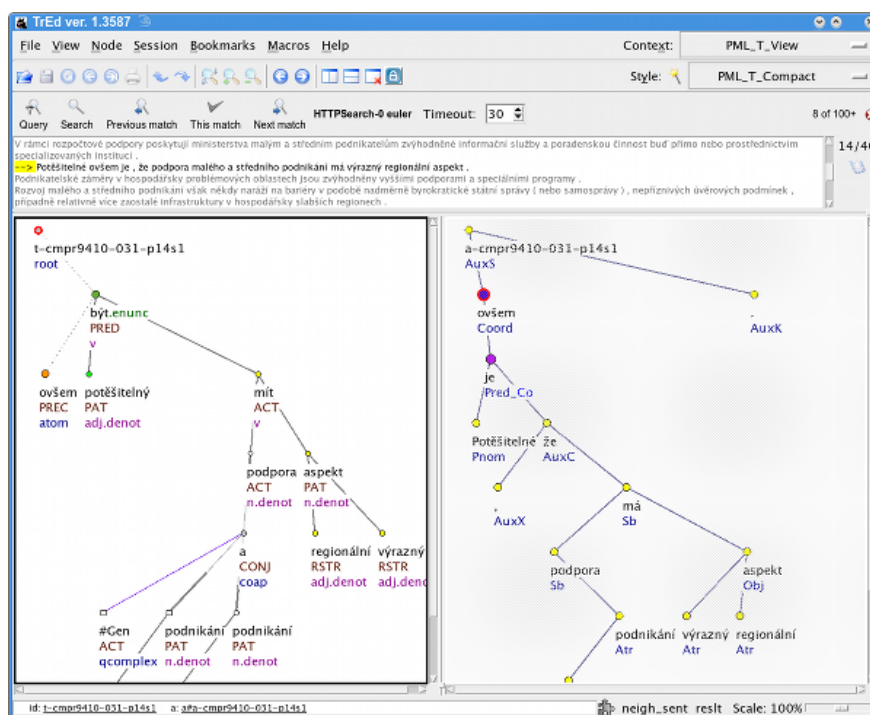 TrEd ver. 1.3587
File View Node Session Bookmarks Macros Help Context: PML_T_View
Style: PML_T_Compact
Query Search Previous match This match Next match HTTPSearch-0 euler Timeout: 30 8 of 100+
V rámci rozpočtové podpory poskytují ministerstva malým a středním podnikatelům zvýhodněné informační služby a poradenskou činnost buď přímo nebo prostřednictvím
specializovaných institucí .
--> Potěšitelné ovšem je , že podpora malého a středního podnikání má výrazný regionální aspekt .
Podnikatelské záměry v hospodářsky problémových oblastech jsou zvýhodněny vyššími podporami a speciálními programy .
Rozvoj malého a středního podnikání však někdy naráží na bariéry v podobě nadměrně byrokratické státní správy ( nebo samosprávy ) , nepříznivých úvěrových podmínek ,
případně relativně více zaostalé infrastruktury v hospodářsky slabších regionech .
14/4
t-cmpr9410-031-p14s1
root
být.enunc
PRED
v
ovšem potěšitelný
PREC PAT
atom adj.denot
mít
ACT
v
podpora aspekt
ACT PAT
n.denot n.denot
a regionální výrazný
CONJ RSTR RSTR
coap adj.denot adj.denot
#Gen podnikání podnikání
ACT PAT PAT
qcomplex n.denot n.denot
a-cmpr9410-031-p14s1
AuxS
ovšem .
Coord AuxK
je
Pred_Co
Potěšitelné že
Pnom AuxC
, má
AuxX Sb
podpora aspekt
Sb Obj
podnikání výrazný regionální
Atr Atr Atr
id: t-cmpr9410-031-p14s1 a: a#a-cmpr9410-031-p14s1 neigh_sent reslt Scale: 100%